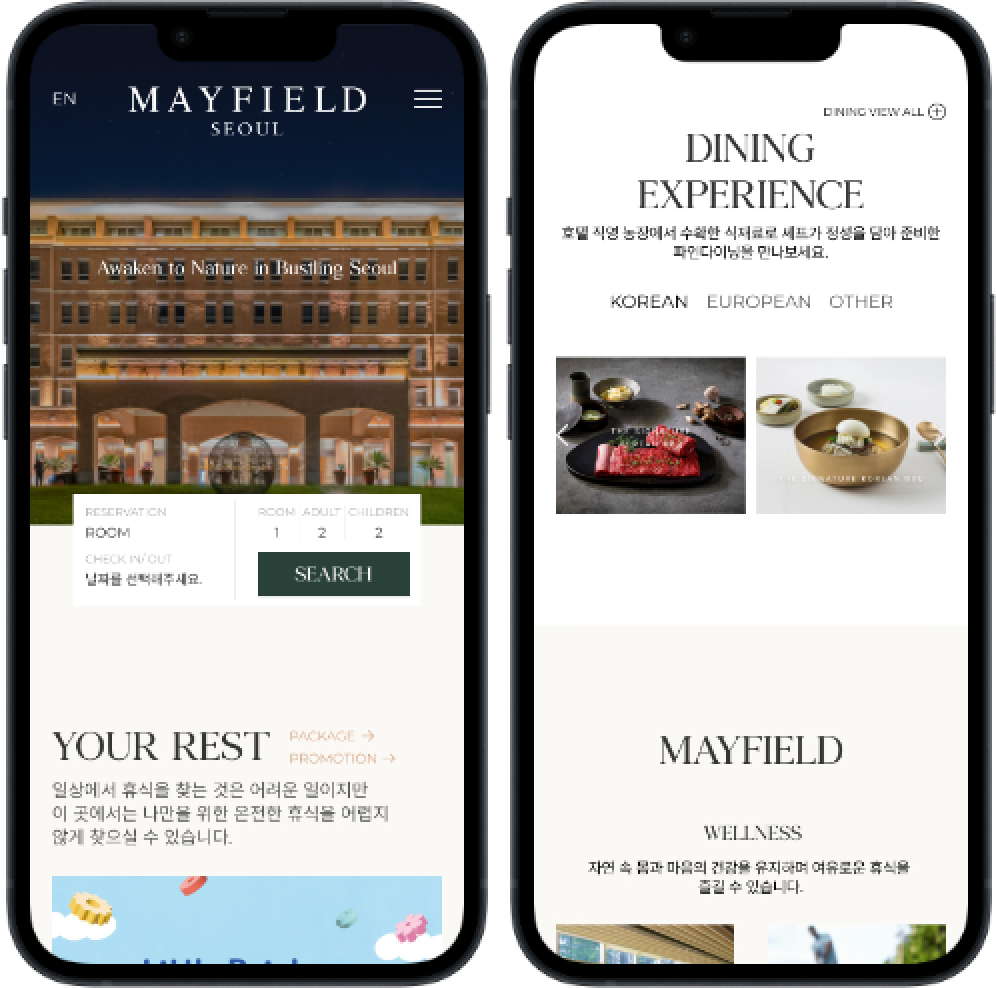 EN
MAYFIELD
SEOUL
Awaken to Nature in Bustling Seoul
RESERVATION
ROOM
CHECK IN/ OUT
날짜를 선택해주세요.
ROOM ADULT CHILDREN
1 2 2
SEARCH
YOUR REST
PACKAGE →
PROMOTION →
일상에서 휴식을 찾는 것은 어려운 일이지만
이 곳에서는 나만을 위한 온전한 휴식을 어렵지
않게 찾으실 수 있습니다.
DINING VIEW ALL
DINING
EXPERIENCE
호텔 직영 농장에서 수확한 식재료로 셰프가 정성을 담아 준비한
파인다이닝을 만나보세요.
KOREAN EUROPEAN OTHER
THE SIGNATURE
THE SIGNATURE KOREAN BBQ
MAYFIELD
WELLNESS
자연 속 몸과 마음의 건강을 유지하며 여유로운 휴식을
즐길 수 있습니다.